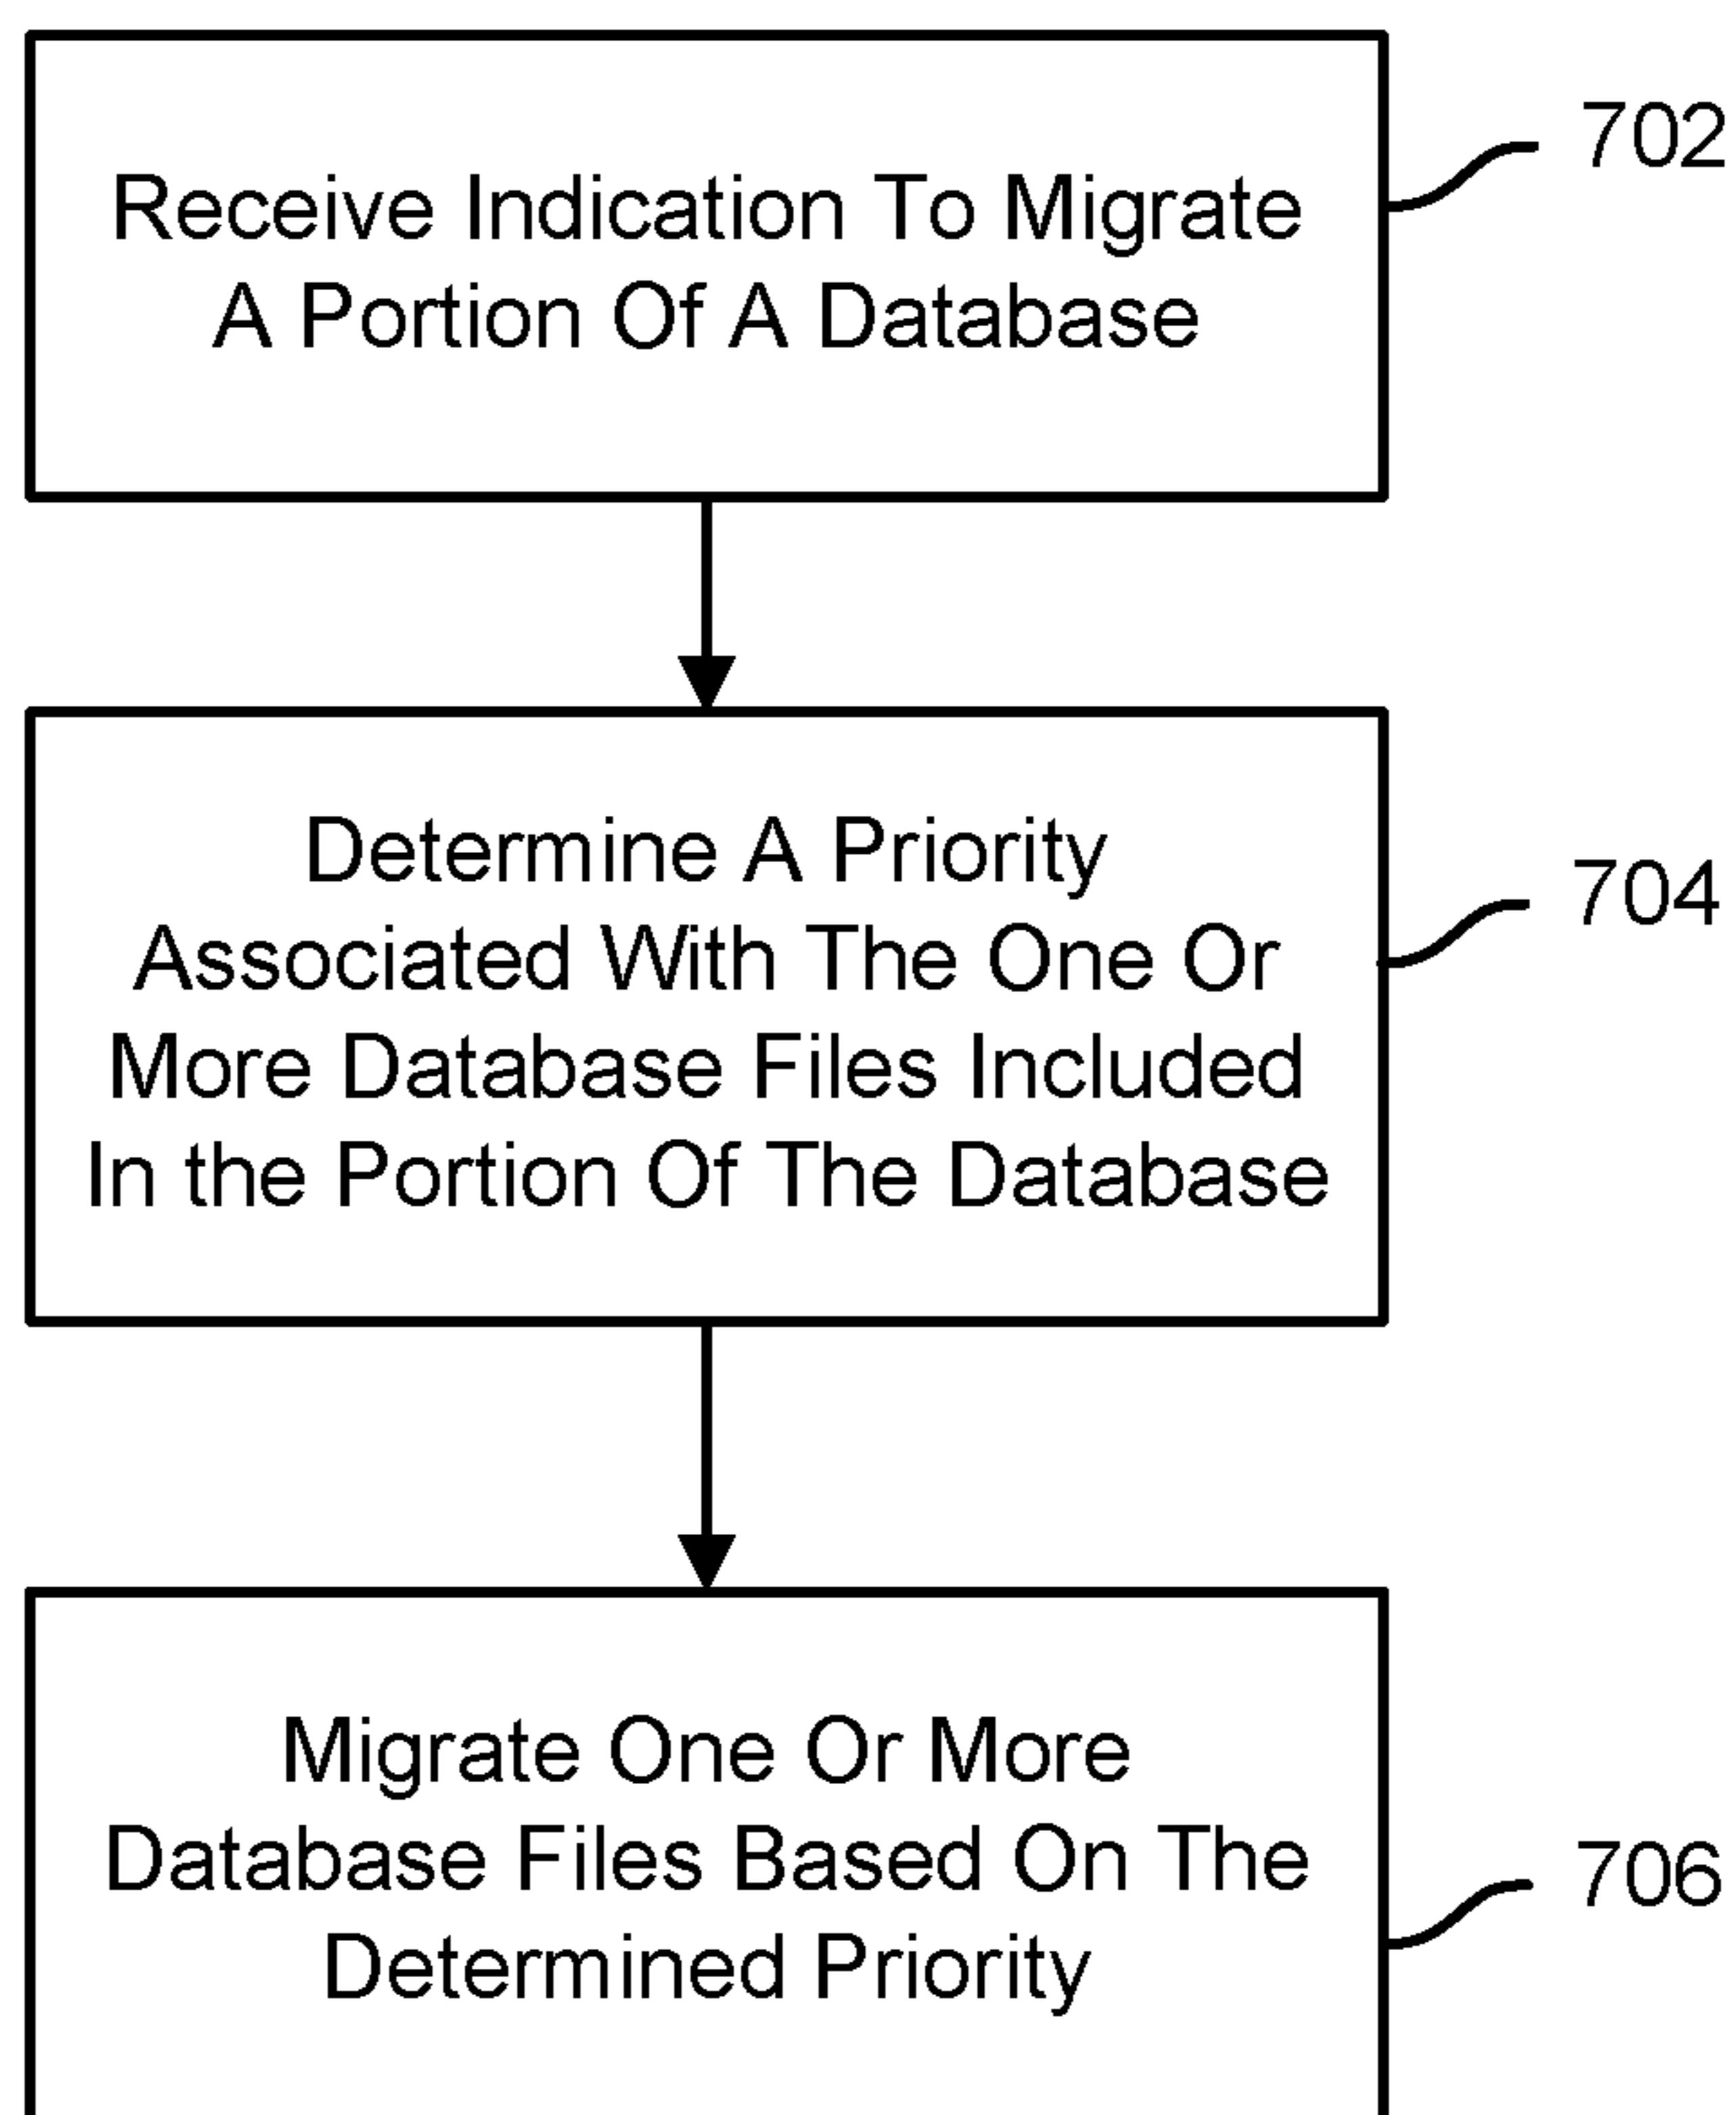 702
Receive Indication To Migrate
A Portion Of A Database
Determine A Priority
704
Associated With The One Or
More Database Files Included
In the Portion Of The Database
Migrate One Or More
Database Files Based On The
706
Determined Priority